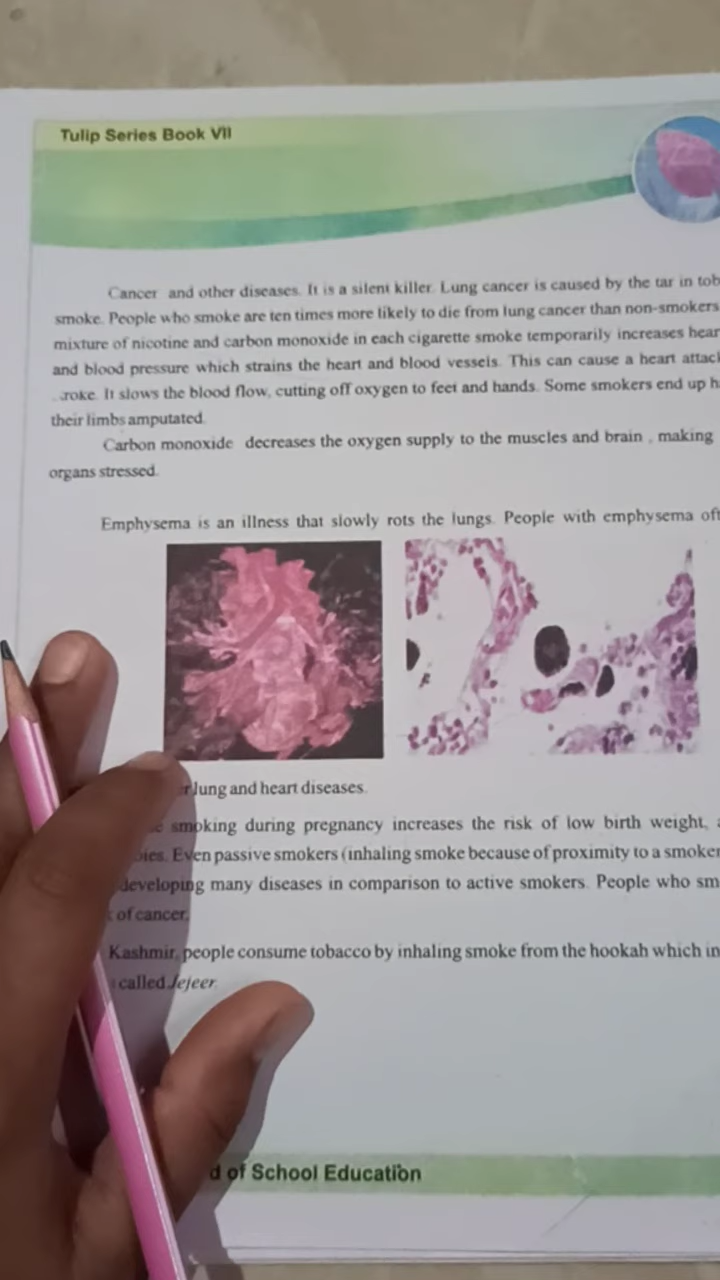 Tulip Series Book VII
Cancer and other diseases. It is a silent killer. Lung cancer is caused by the tar in tob
smoke. People who smoke are ten times more likely to die from lung cancer than non-smokers
mixture of nicotine and carbon monoxide in each cigarette smoke temporarily increases hear
and blood pressure which strains the heart and blood vessels. This can cause a heart attac
roke. It slows the blood flow, cutting off oxygen to feet and hands. Some smokers end up h
their limbs amputated.
Carbon monoxide decreases the oxygen supply to the muscles and brain , making
organs stressed.
Emphysema is an illness that slowly rots the lungs. People with emphysema oft
r lung and heart diseases.
smoking during pregnancy increases the risk of low birth weight,
bies. Even passive smokers (inhaling smoke because of proximity to a smoker
developing many diseases in comparison to active smokers. People who sm
of cancer.
Kashmir, people consume tobacco by inhaling smoke from the hookah which in
called Jejeer.
d of School Education